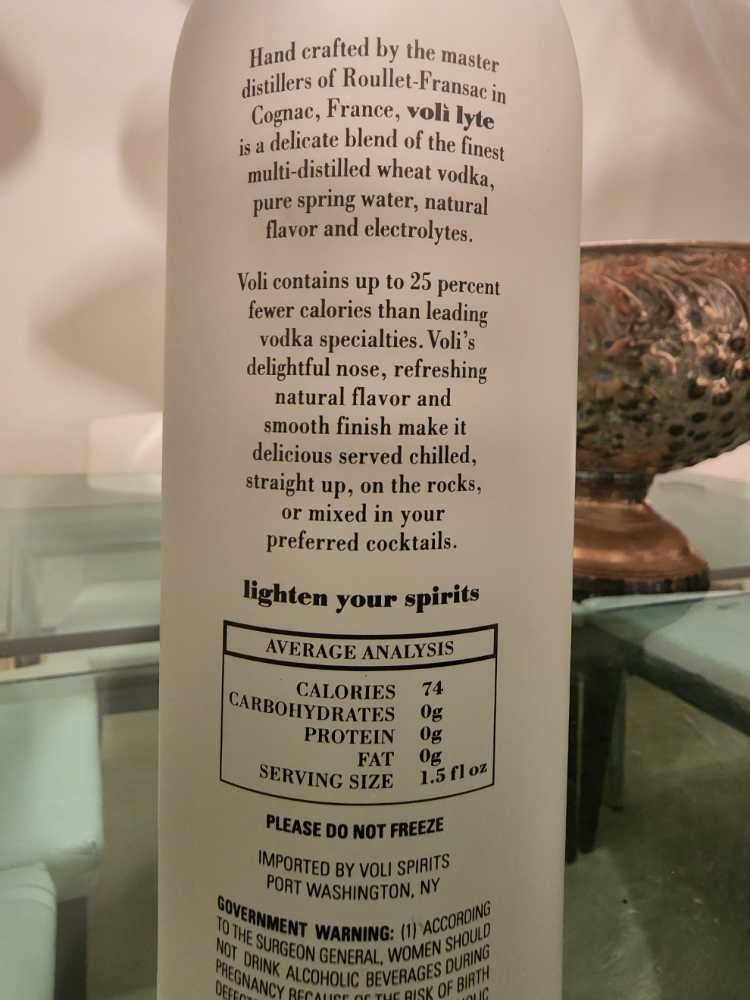 Hand crafted by the master
distillers of Roullet-Fransac in
Cognac, France, volì lyte
is a delicate blend of the finest
multi-distilled wheat vodka,
pure spring water, natural
flavor and electrolytes.
Voli contains up to 25 percent
fewer calories than leading
vodka specialties. Voli's
delightful nose, refreshing
natural flavor and
smooth finish make it
delicious served chilled,
straight up, on the rocks,
or mixed in your
preferred cocktails.
lighten your spirits
AVERAGE ANALYSIS
CALORIES 74
CARBOHYDRATES 0g
PROTEIN 0g
FAT 0g
SERVING SIZE 1.5 fl oz
PLEASE DO NOT FREEZE
IMPORTED BY VOLI SPIRITS
PORT WASHINGTON, NY
GOVERNMENT WARNING: (1) ACCORDING
TO THE SURGEON GENERAL, WOMEN SHOULD
NOT DRINK ALCOHOLIC BEVERAGES DURING
PREGNANCY BECAUSE OF THE RISK OF BIRTH